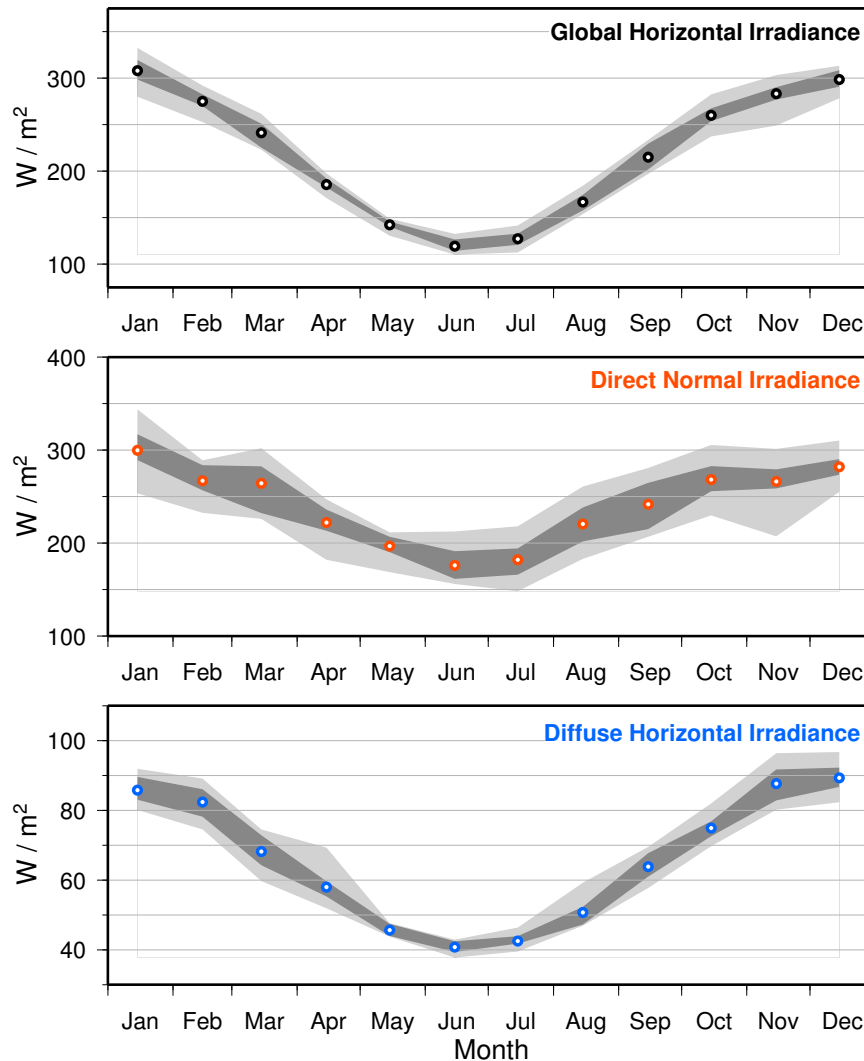 Global Horizontal Irradiance
300
200
100
W / m²
Jan Feb Mar Apr May Jun Jul Aug Sep Oct Nov Dec
Direct Normal Irradiance
400
300
200
100
W / m²
Jan Feb Mar Apr May Jun Jul Aug Sep Oct Nov Dec
Diffuse Horizontal Irradiance
100
80
60
40
W / m²
Jan Feb Mar Apr May Jun Jul Aug Sep Oct Nov Dec
Month